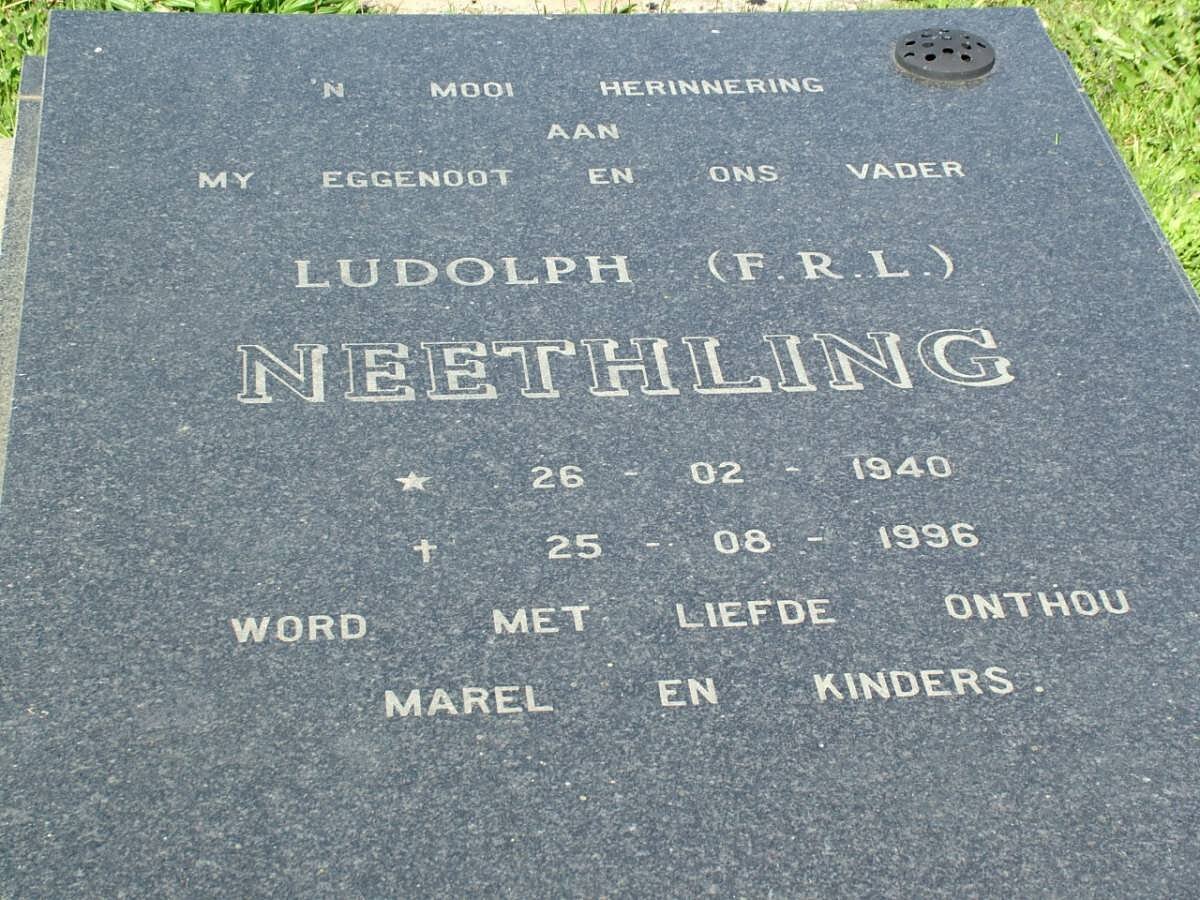 'N MOOI HERINNERING
AAN
MY EGGENOOT EN ONS VADER
LUDOLPH (F.R.L.)
NEETHLING
★ 26 - 02 - 1940
✝ 25 - 08 - 1996
WORD MET LIEFDE ONTHOU
MAREL EN KINDERS.